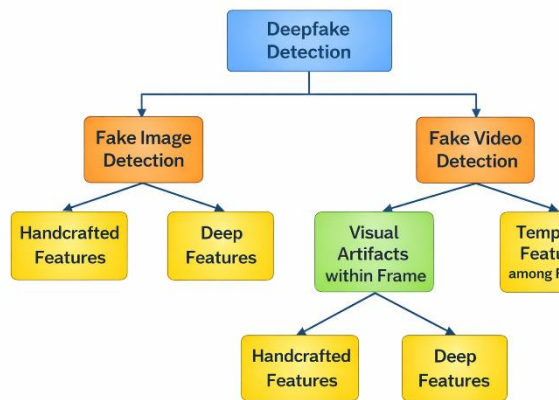 Deepfake
Detection
Fake Image
Detection
Fake Video
Detection
Handcrafted
Features
Deep
Features
Visual
Artifacts
within Frame
among
Handcrafted
Features
Deep
Features